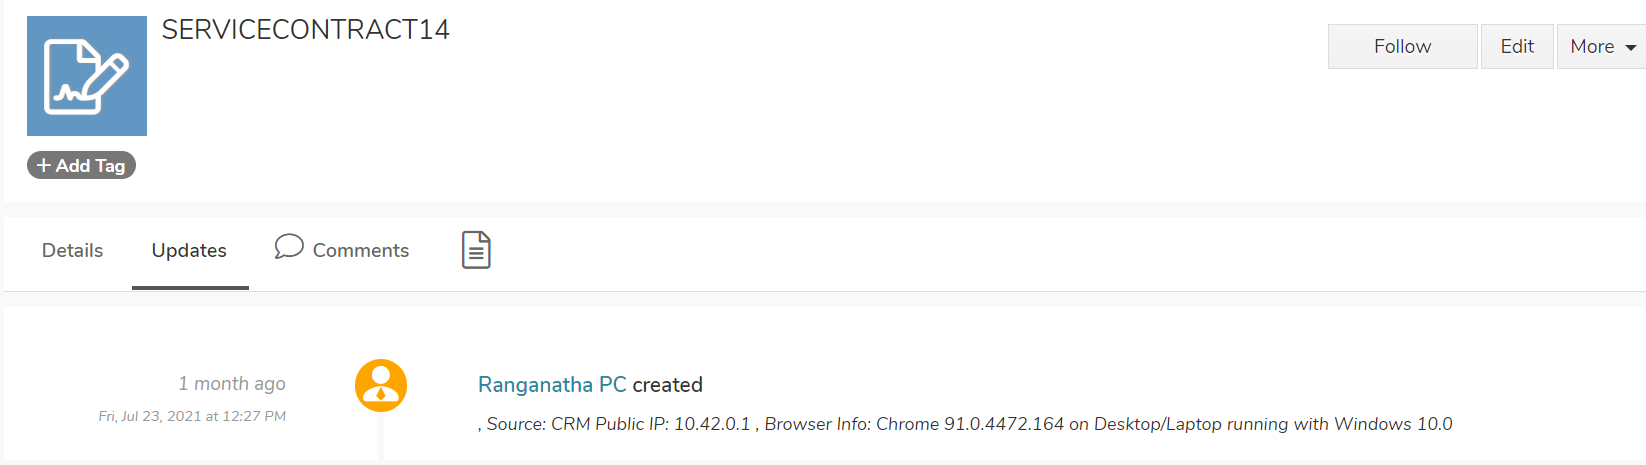 SERVICECONTRACT14
Follow
Edit
More
+ Add Tag
Details
Updates
Comments
1 month ago
Ranganatha PC created
Fri, Jul 23, 2021 at 12:27 PM
, Source: CRM Public IP: 10.42.0.1 , Browser Info: Chrome 91.0.4472.164 on Desktop/Laptop running with Windows 10.0